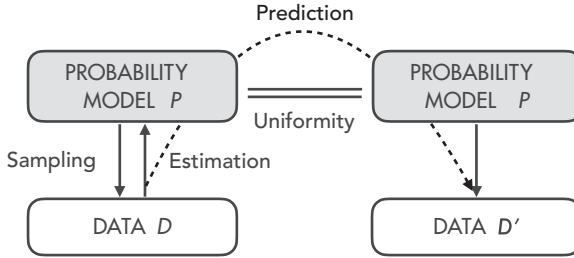 Prediction
PROBABILITY
MODEL P
PROBABILITY
MODEL P
Uniformity
Sampling
Estimation
DATA D
DATA D′